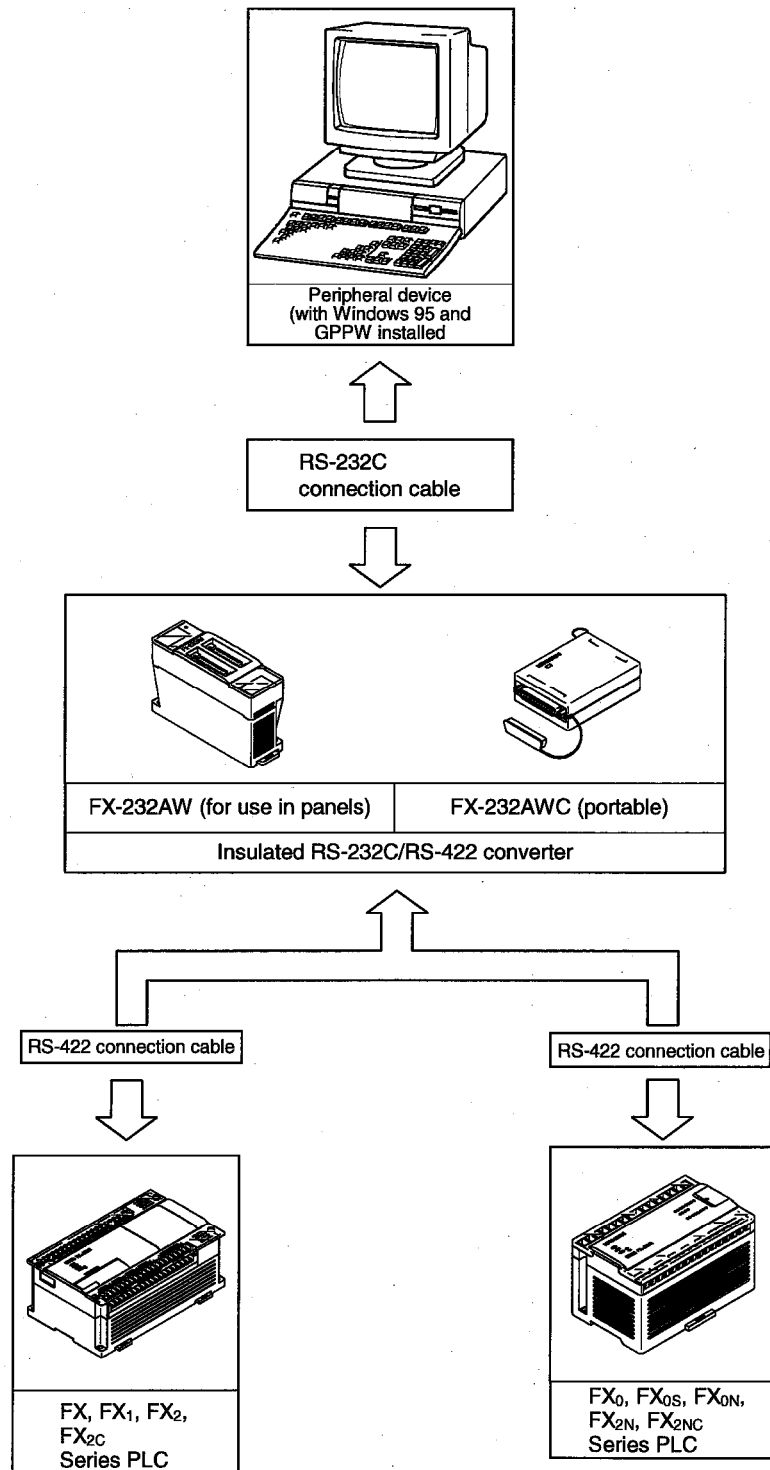 Peripheral device
(with Windows 95 and
GPPW installed
RS-232C
connection cable
FX-232AW (for use in panels)
FX-232AWC (portable)
Insulated RS-232C/RS-422 converter
RS-422 connection cable
RS-422 connection cable
FX, FX1, FX2,
FX2C
Series PLC
FX0, FX0S, FX0N,
FX2N, FX2NC
Series PLC